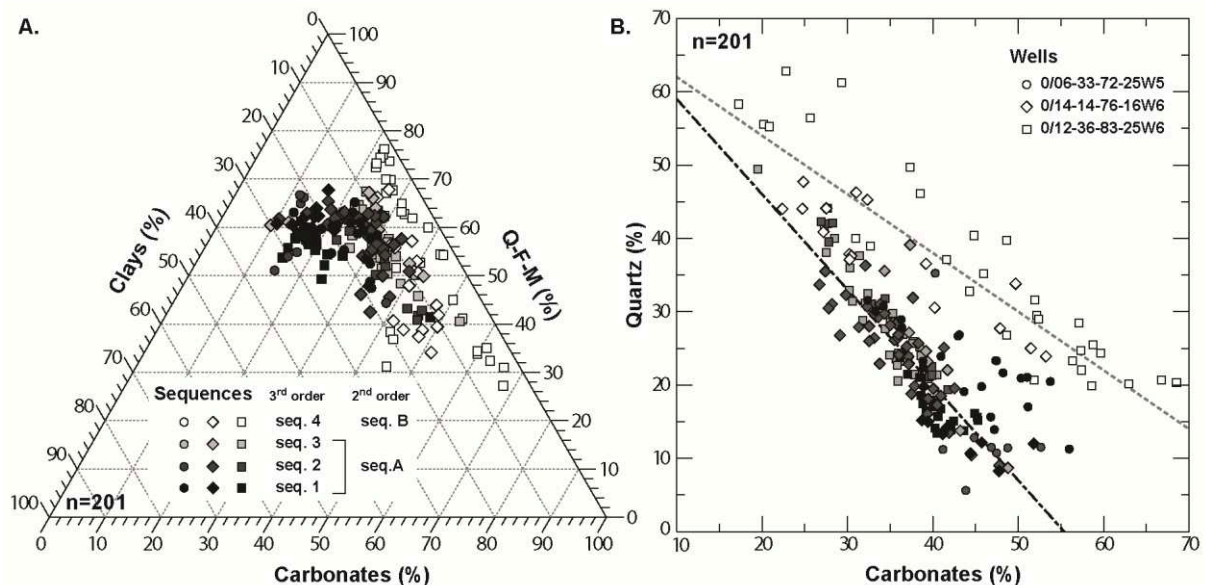 A.
0
100
10
90
20
80
30
70
40
60
50
50
60
40
70
30
80
20
90
10
100
0
Clays (%)
Q-F-M (%)
Sequences 3rd order 2nd order
seq. 4 seq. B
seq. 3
seq. 2 seq.A
seq. 1
n=201
0 10 20 30 40 50 60 70 80 90 100
Carbonates (%)
B.
n=201
Wells
0/06-33-72-25W5
0/14-14-76-16W6
0/12-36-83-25W6
70
60
50
40
30
20
10
0
Quartz (%)
10 20 30 40 50 60 70
Carbonates (%)